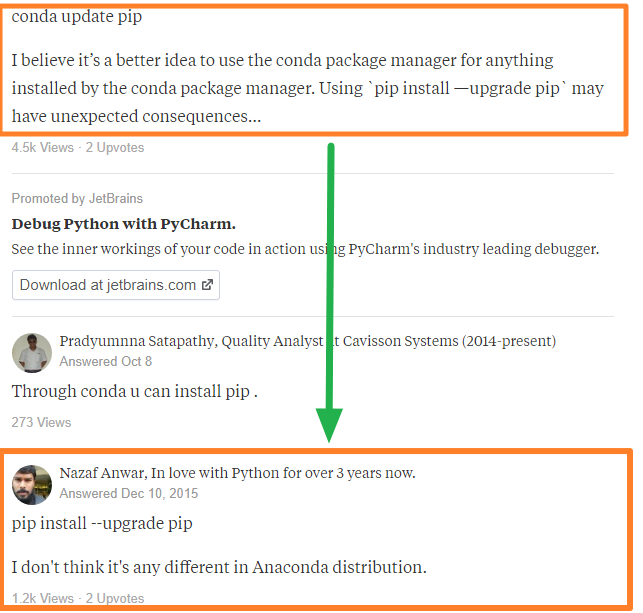 conda update pip
I believe it’s a better idea to use the conda package manager for anything
installed by the conda package manager. Using `pip install —upgrade pip` may
have unexpected consequences…
4.5k Views · 2 Upvotes
Promoted by JetBrains
Debug Python with PyCharm.
See the inner workings of your code in action using PyCharm's industry leading debugger.
Download at jetbrains.com
Pradyumnna Satapathy, Quality Analyst at Cavisson Systems (2014-present)
Answered Oct 8
Through conda u can install pip .
273 Views
Nazaf Anwar, In love with Python for over 3 years now.
Answered Dec 10, 2015
pip install --upgrade pip
I don't think it's any different in Anaconda distribution.
1.2k Views · 2 Upvotes